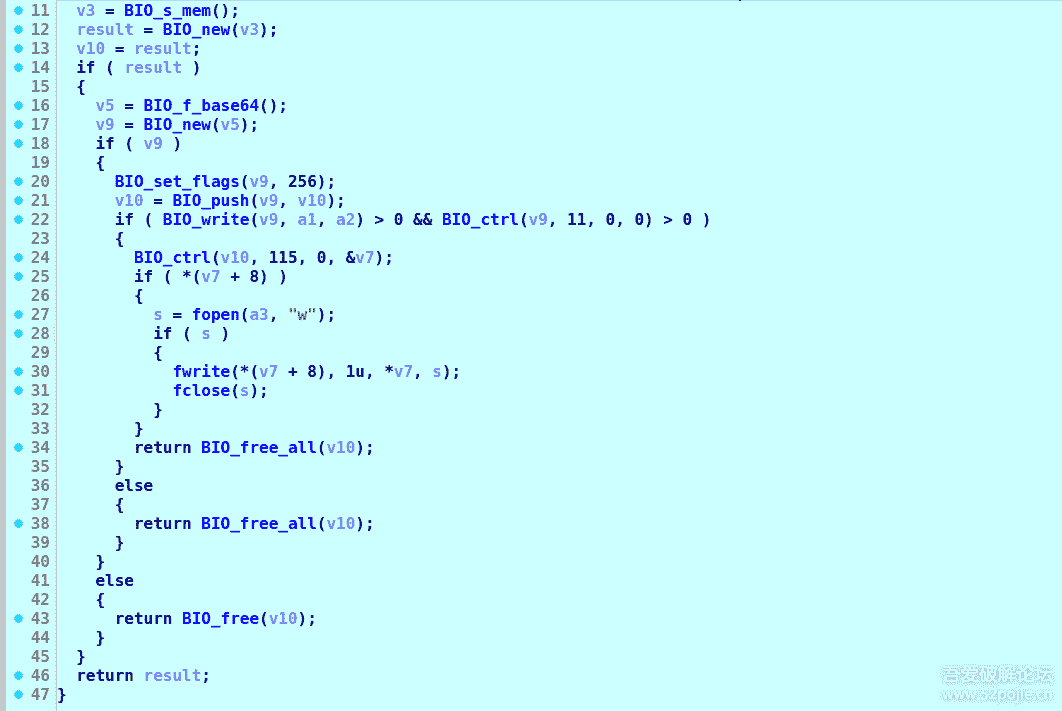 11 v3 = BIO_s_mem();
12 result = BIO_new(v3);
13 v10 = result;
14 if ( result )
15 {
16 v5 = BIO_f_base64();
17 v9 = BIO_new(v5);
18 if ( v9 )
19 {
20 BIO_set_flags(v9, 256);
21 v10 = BIO_push(v9, v10);
22 if ( BIO_write(v9, a1, a2) > 0 && BIO_ctrl(v9, 11, 0, 0) > 0 )
23 {
24 BIO_ctrl(v10, 115, 0, &v7);
25 if ( *(v7 + 8) )
26 {
27 s = fopen(a3, "w");
28 if ( s )
29 {
30 fwrite(*(v7 + 8), 1u, *v7, s);
31 fclose(s);
32 }
33 }
34 return BIO_free_all(v10);
35 }
36 else
37 {
38 return BIO_free_all(v10);
39 }
40 }
41 else
42 {
43 return BIO_free(v10);
44 }
45 }
46 return result;
47 }
吾爱破解论坛
www.52pojie.cn